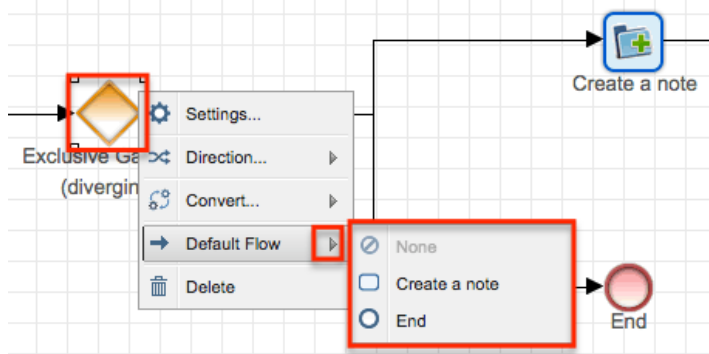 Create a note
Settings...
Exclusive Ga
Direction...
(divergin
Convert...
Default Flow
None
Create a note
Delete
End
End